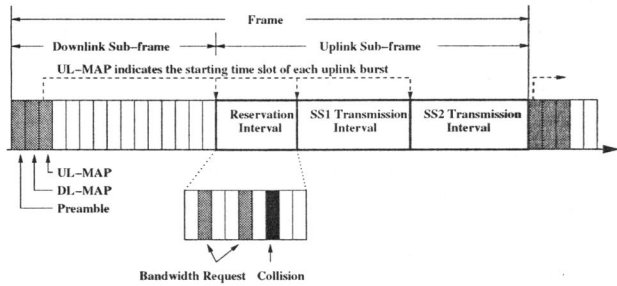 Frame
Downlink Sub-frame
Uplink Sub-frame
UL-MAP indicates the starting time slot of each uplink burst
Reservation
Interval
SS1 Transmission
Interval
SS2 Transmission
Interval
UL-MAP
DL-MAP
Preamble
Bandwidth Request
Collision